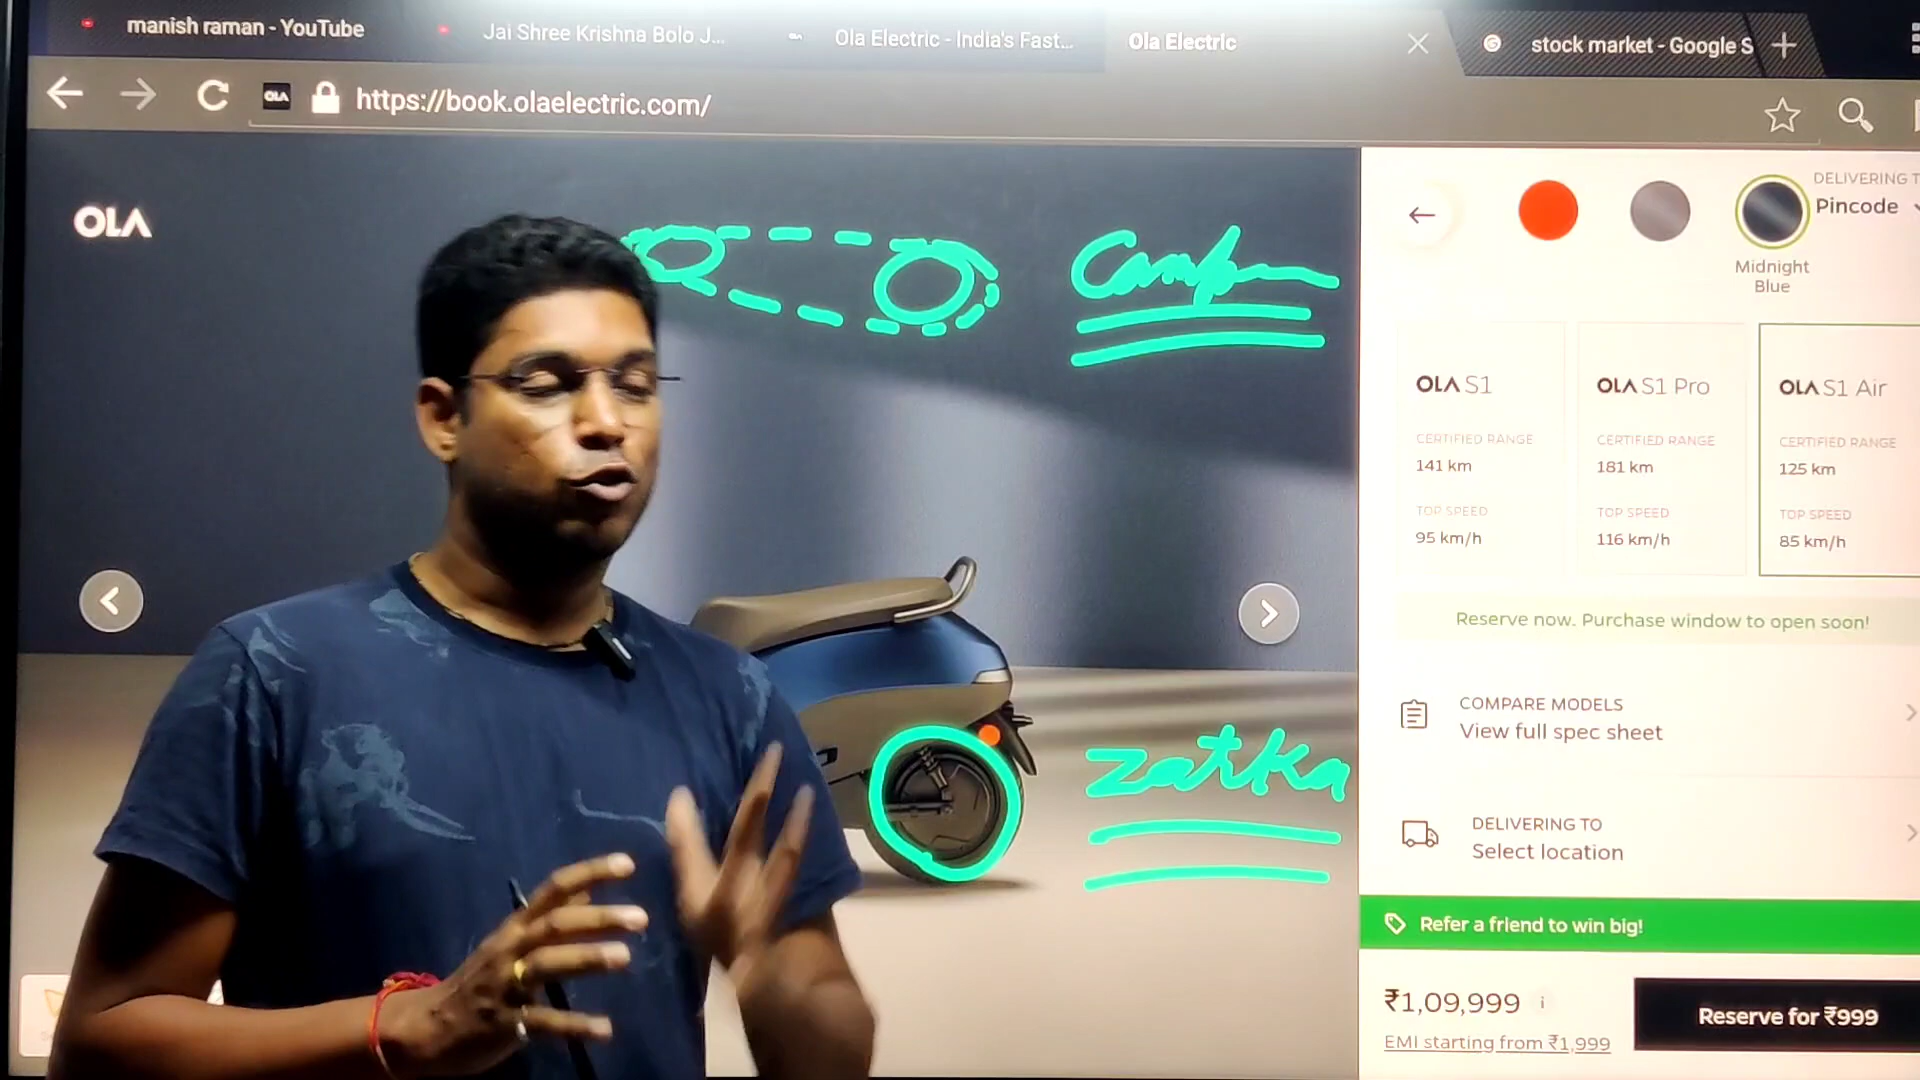 manish raman - YouTube
Jai Shree Krishna Bolo J...
Ola Electric - India's Fast...
Ola Electric
stock market - Google S
OLA
https://book.olaelectric.com/
OLA
DELIVERING T
Pincode
Midnight
Blue
OLA S1
CERTIFIED RANGE
141 km
TOP SPEED
95 km/h
OLA S1 Pro
CERTIFIED RANGE
181 km
TOP SPEED
116 km/h
OLA S1 Air
CERTIFIED RANGE
125 km
TOP SPEED
85 km/h
Reserve now. Purchase window to open soon!
COMPARE MODELS
View full spec sheet
zatka
DELIVERING TO
Select location
Refer a friend to win big!
₹1,09,999 i
EMI starting from ₹1,999
Reserve for ₹999